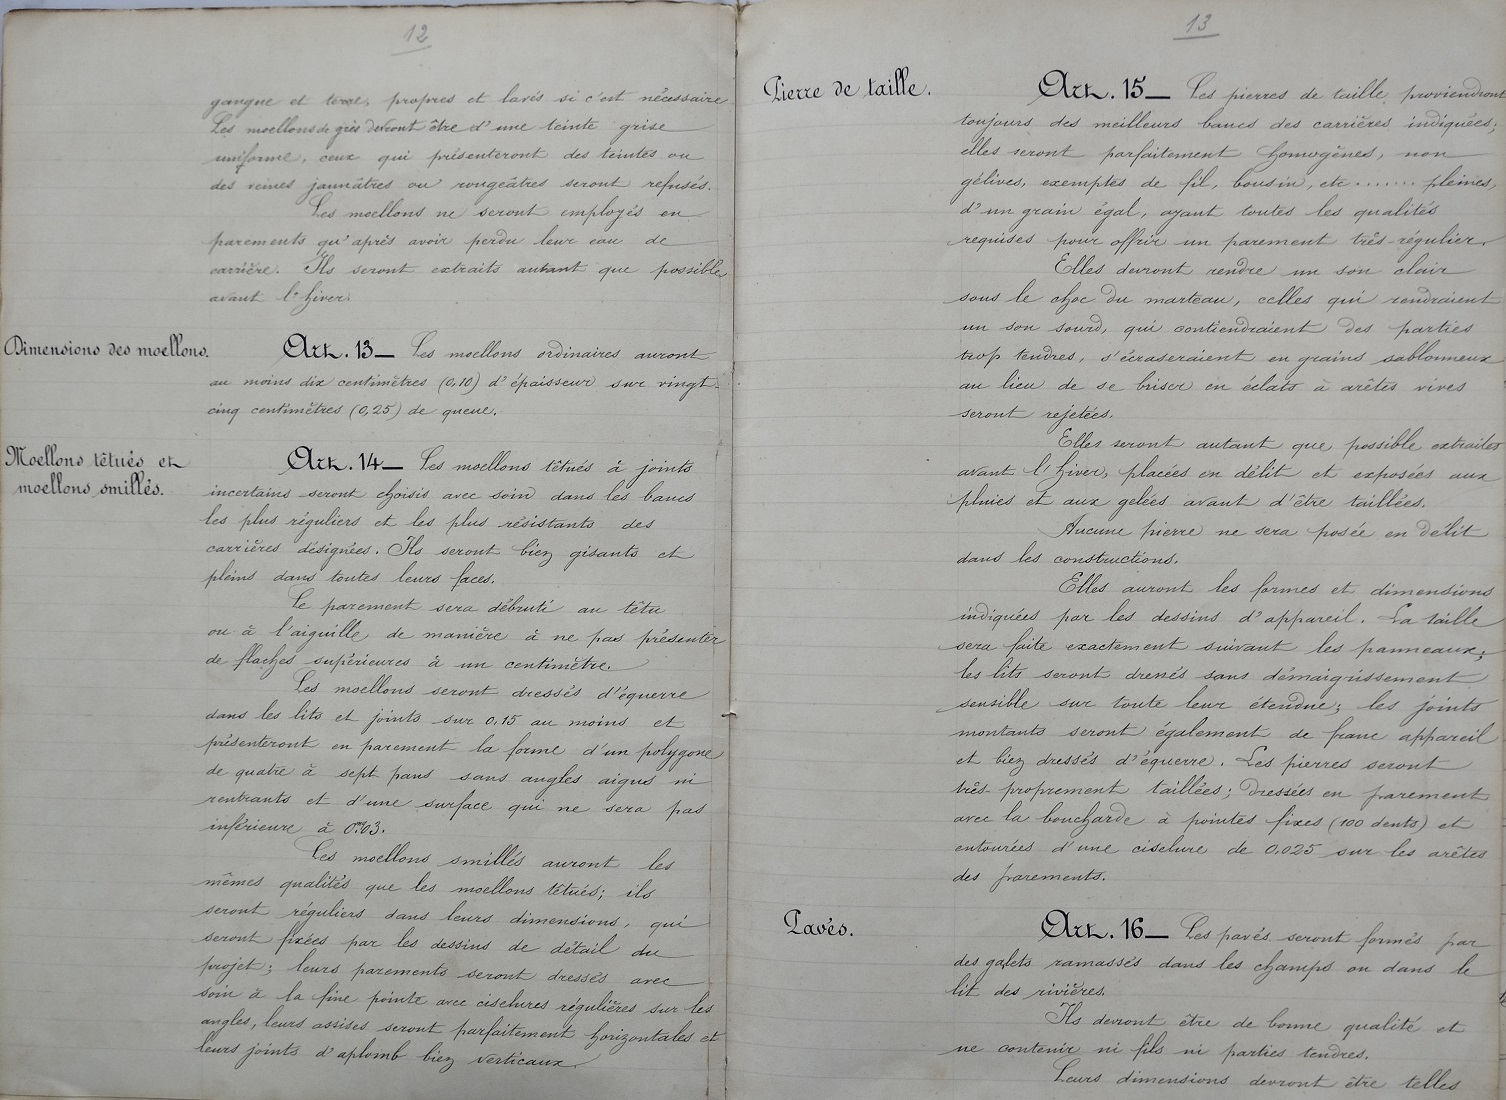 12
gangue et terre, propres et lavés si c'est nécessaire
Les moellons de grès devront être d'une teinte grise
uniforme, ceux qui présenteront des teintes ou
des veines jaunâtres ou rougeâtres seront refusés.
Les moellons ne seront employés en
parements qu'après avoir perdu leur eau de
carrière. Ils seront extraits autant que possible
avant l'hiver.
Dimensions des moellons.
Art. 13 — Les moellons ordinaires auront
au moins dix centimètres (0,10) d'épaisseur sur vingt-
cinq centimètres (0,25) de queue.
Moellons têtués et
moellons smillés.
Art. 14 — Les moellons têtués à joints
incertains seront choisis avec soin dans les bancs
les plus réguliers et les plus résistants des
carrières désignées. Ils seront bien gisants et
pleins dans toutes leurs faces.
Le parement sera débruté au têtu
ou à l'aiguille de manière à ne pas présenter
de flaches supérieures à un centimètre.
Les moellons seront dressés d'équerre
dans les lits et joints sur 0,15 au moins et
présenteront en parement la forme d'un polygone
de quatre à sept pans sans angles aigus ni
rentrants et d'une surface qui ne sera pas
inférieure à 0m03.
Les moellons smillés auront les
mêmes qualités que les moellons têtués; ils
seront réguliers dans leurs dimensions, qui
seront fixées par les dessins de détail du
projet; leurs parements seront dressés avec
soin à la fine pointe avec ciselures régulières sur les
angles, leurs assises seront parfaitement horizontales et
leurs joints d'aplomb bien verticaux.
13
Pierre de taille.
Art. 15 — Les pierres de taille proviendront
toujours des meilleurs bancs des carrières indiquées;
elles seront parfaitement homogènes, non
gélives, exemptes de fil, bousin, etc....... pleines,
d'un grain égal, ayant toutes les qualités
requises pour offrir un parement très régulier.
Elles devront rendre un son clair
sous le choc du marteau, celles qui rendraient
un son sourd, qui contiendraient des parties
trop tendres, s'écraseraient en grains sablonneux
au lieu de se briser en éclats à arêtes vives
seront rejetées.
Elles seront autant que possible extraites
avant l'hiver, placées en délit et exposées aux
pluies et aux gelées avant d'être taillées.
Aucune pierre ne sera posée en délit
dans les constructions.
Elles auront les formes et dimensions
indiquées par les dessins d'appareil. La taille
sera faite exactement suivant les panneaux;
les lits seront dressés sans démaigrissement
sensible sur toute leur étendue; les joints
montants seront également de franc appareil
et bien dressés d'équerre. Les pierres seront
très proprement taillées; dressées en parement
avec la boucharde à pointes fixes (100 dents) et
entourées d'une ciselure de 0,025 sur les arêtes
des parements.
Pavés.
Art. 16 — Les pavés seront formés par
des galets ramassés dans les champs ou dans le
lit des rivières.
Ils devront être de bonne qualité et
ne contenir ni fils ni parties tendres.
Leurs dimensions devront être telles